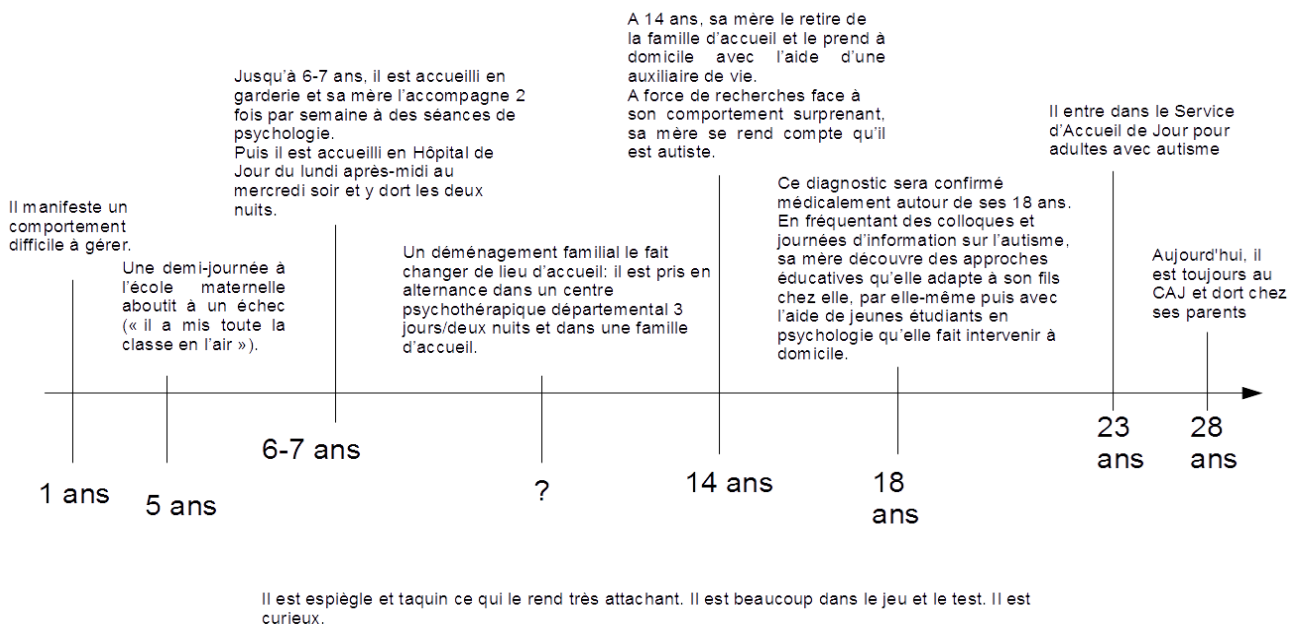 Il manifeste un
comportement
difficile à gérer.
Une demi-journée à
l'école maternelle
aboutit à un échec
(« il a mis toute la
classe en l'air »).
Jusqu'à 6-7 ans, il est accueilli en
garderie et sa mère l'accompagne 2
fois par semaine à des séances de
psychologie.
Puis il est accueilli en Hôpital de
Jour du lundi après-midi au
mercredi soir et y dort les deux
nuits.
Un déménagement familial le fait
changer de lieu d'accueil: il est pris en
alternance dans un centre
psychothérapique départemental 3
jours/deux nuits et dans une famille
d'accueil.
A 14 ans, sa mère le retire de
la famille d'accueil et le prend à
domicile avec l'aide d'une
auxiliaire de vie.
A force de recherches face à
son comportement surprenant,
sa mère se rend compte qu'il
est autiste.
Ce diagnostic sera confirmé
médicalement autour de ses 18 ans.
En fréquentant des colloques et
journées d'information sur l'autisme,
sa mère découvre des approches
éducatives qu'elle adapte à son fils
chez elle, par elle-même puis avec
l'aide de jeunes étudiants en
psychologie qu'elle fait intervenir à
domicile.
Il entre dans le Service
d'Accueil de Jour pour
adultes avec autisme
Aujourd'hui, il
est toujours au
CAJ et dort chez
ses parents
1 ans
5 ans
6-7 ans
?
14 ans
18
ans
23
ans
28
ans
Il est espiègle et taquin ce qui le rend très attachant. Il est beaucoup dans le jeu et le test. Il est
curieux.